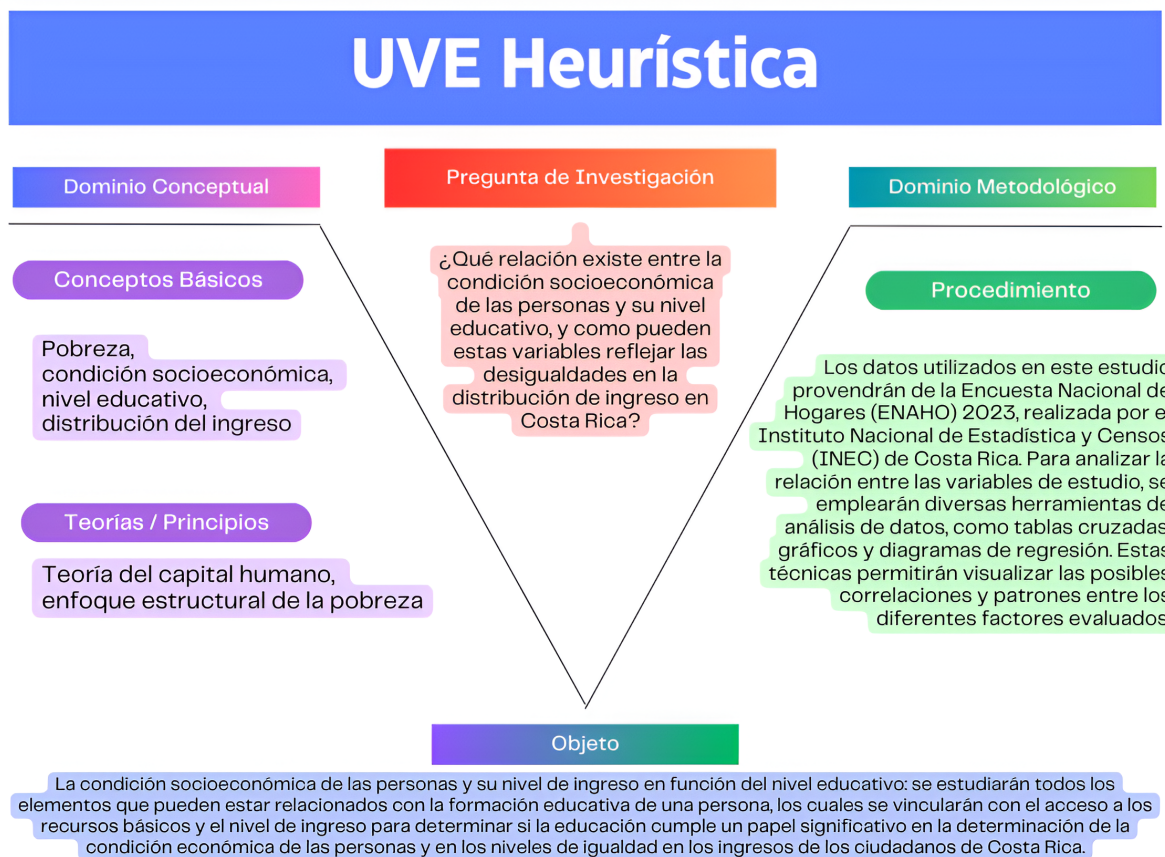 UVE Heurística
Dominio Conceptual
Pregunta de Investigación
Dominio Metodológico
Conceptos Básicos
Pobreza,
condición socioeconómica,
nivel educativo,
distribución del ingreso
Teorías / Principios
Teoría del capital humano,
enfoque estructural de la pobreza
¿Qué relación existe entre la
condición socioeconómica
de las personas y su nivel
educativo, y como pueden
estas variables reflejar las
desigualdades en la
distribución de ingreso en
Costa Rica?
Procedimiento
Los datos utilizados en este estudio
provendrán de la Encuesta Nacional de
Hogares (ENAHO) 2023, realizada por el
Instituto Nacional de Estadística y Censos
(INEC) de Costa Rica. Para analizar la
relación entre las variables de estudio, se
emplearán diversas herramientas de
análisis de datos, como tablas cruzadas
gráficos y diagramas de regresión. Estas
técnicas permitirán visualizar las posibles
correlaciones y patrones entre los
diferentes factores evaluados
Objeto
La condición socioeconómica de las personas y su nivel de ingreso en función del nivel educativo: se estudiarán todos los
elementos que pueden estar relacionados con la formación educativa de una persona, los cuales se vincularán con el acceso a los
recursos básicos y el nivel de ingreso para determinar si la educación cumple un papel significativo en la determinación de la
condición económica de las personas y en los niveles de igualdad en los ingresos de los ciudadanos de Costa Rica.